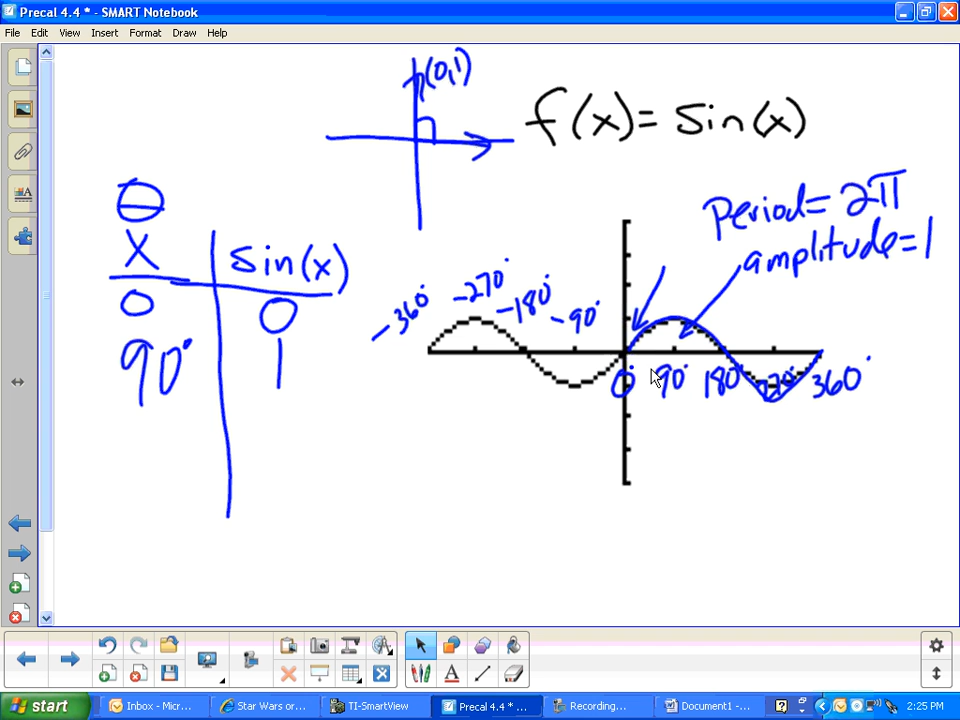 Precal 4.4 * - SMART Notebook
File Edit View Insert Format Draw Help
(0,1)
f(x)= sin(x)
Period= 2π
amplitude=1
θ
x sin(x)
0 0
90° 1
-360° -270° -180° -90°
0° 90° 180° 270° 360°
start Inbox - Micr... Star Wars or... TI-SmartView Precal 4.4 * -... Recording... Document1 -... 2:25 PM